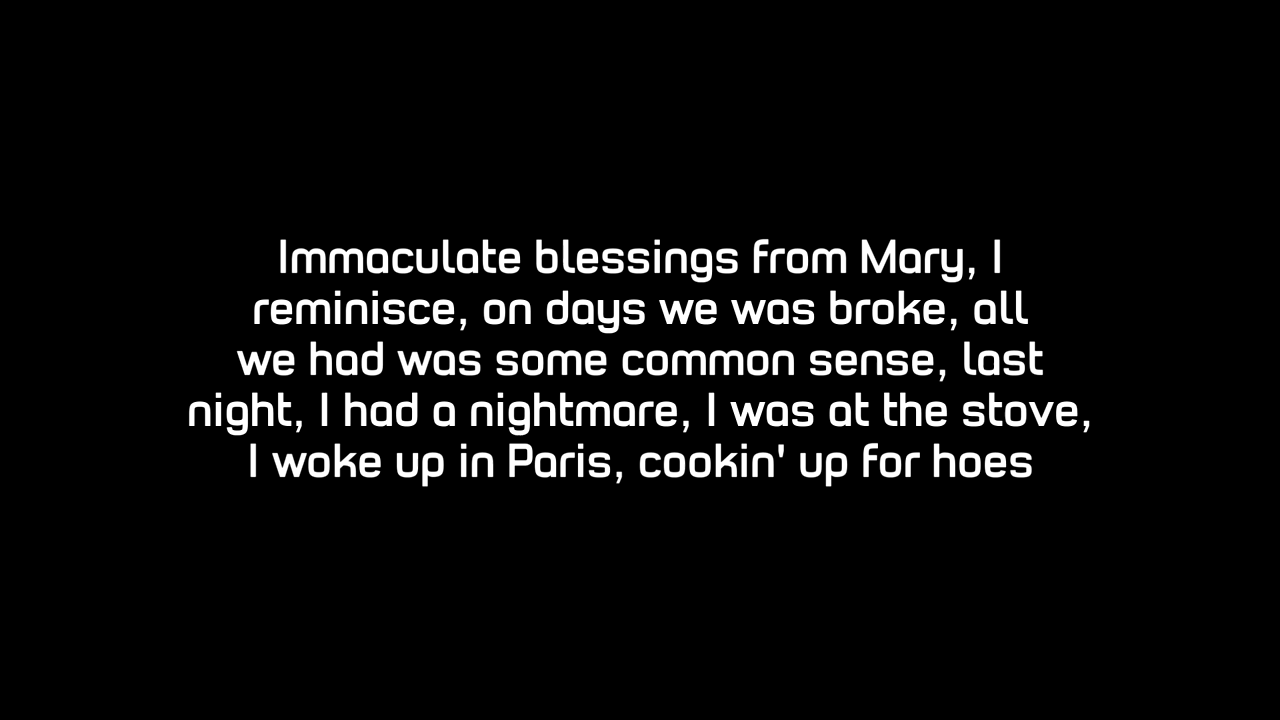 Immaculate blessings from Mary, I
reminisce, on days we was broke, all
we had was some common sense, last
night, I had a nightmare, I was at the stove,
I woke up in Paris, cookin' up for hoes